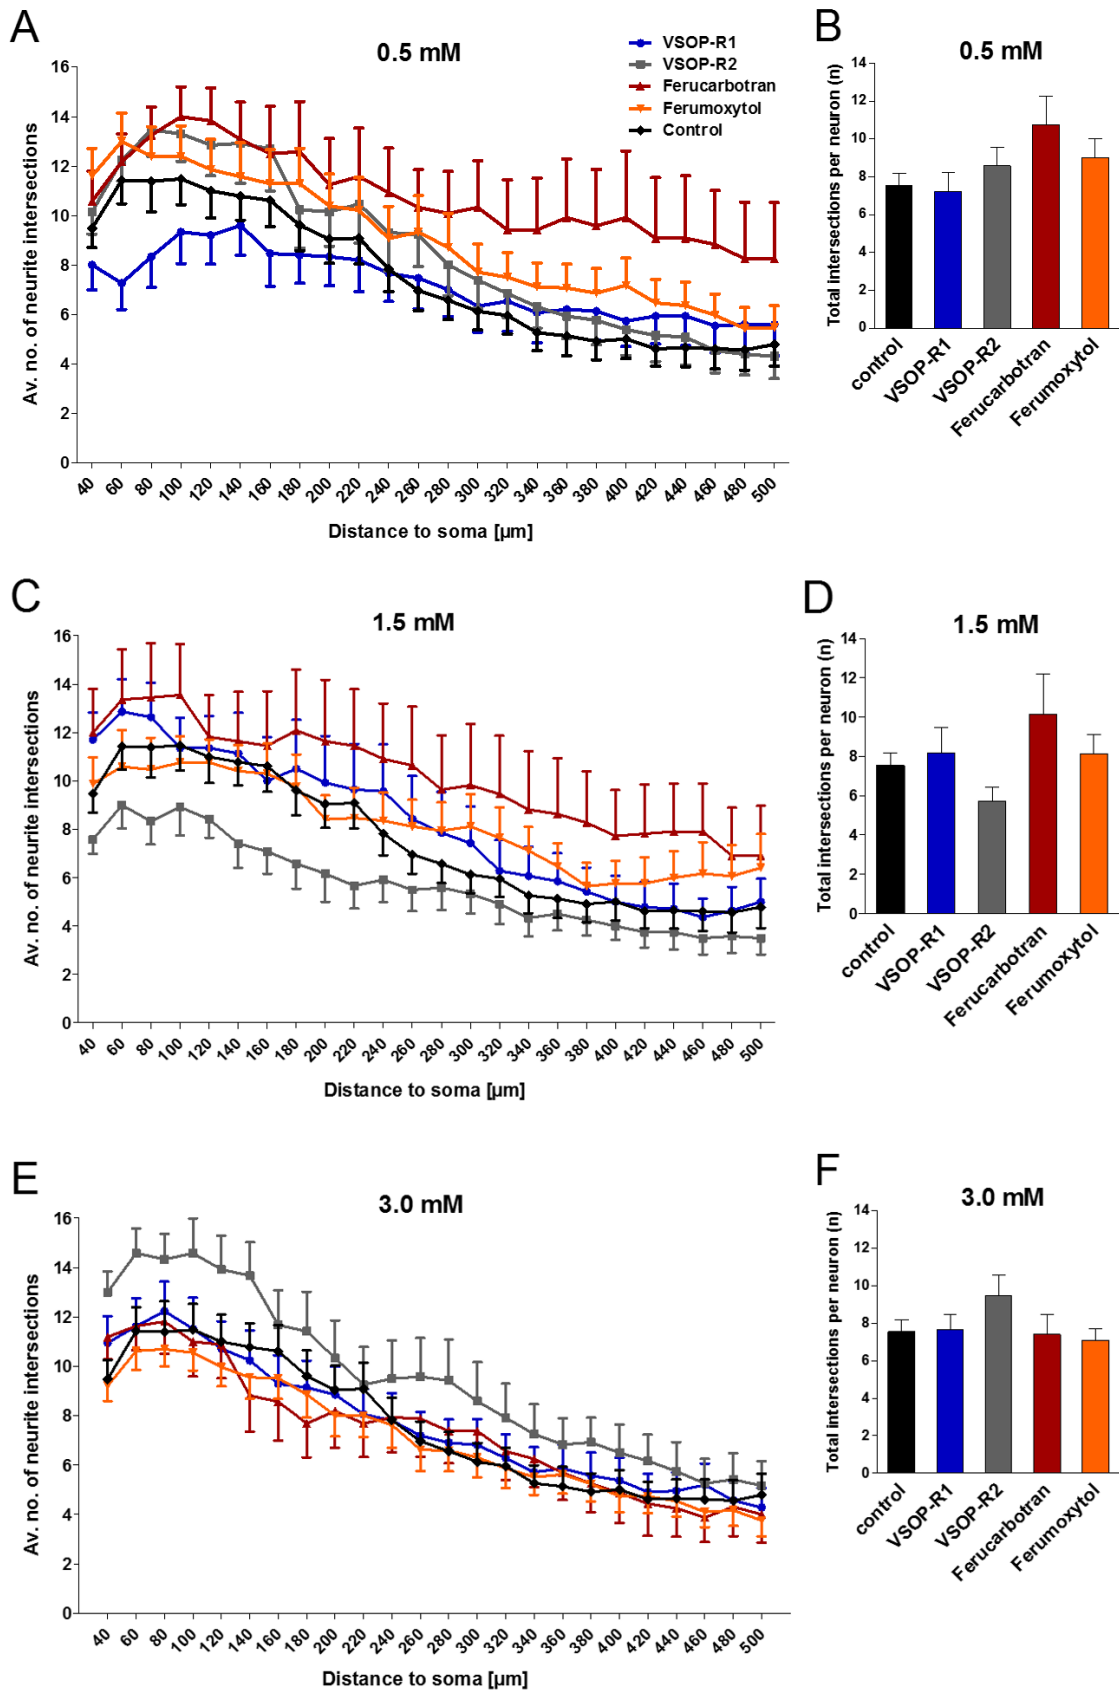 A
0.5 mM
VSOP-R1
VSOP-R2
Ferucarbotran
Ferumoxytol
Control
Av. no. of neurite intersections
16
14
12
10
8
6
4
2
0
40 60 80 100 120 140 160 180 200 220 240 260 280 300 320 340 360 380 400 420 440 460 480 500
Distance to soma [µm]
B
0.5 mM
Total intersections per neuron (n)
14
12
10
8
6
4
2
0
control VSOP-R1 VSOP-R2 Ferucarbotran Ferumoxytol
C
1.5 mM
Av. no. of neurite intersections
16
14
12
10
8
6
4
2
0
40 60 80 100 120 140 160 180 200 220 240 260 280 300 320 340 360 380 400 420 440 460 480 500
Distance to soma [µm]
D
1.5 mM
Total intersections per neuron (n)
14
12
10
8
6
4
2
0
control VSOP-R1 VSOP-R2 Ferucarbotran Ferumoxytol
E
3.0 mM
Av. no. of neurite intersections
16
14
12
10
8
6
4
2
0
40 60 80 100 120 140 160 180 200 220 240 260 280 300 320 340 360 380 400 420 440 460 480 500
Distance to soma [µm]
F
3.0 mM
Total intersections per neuron (n)
14
12
10
8
6
4
2
0
control VSOP-R1 VSOP-R2 Ferucarbotran Ferumoxytol